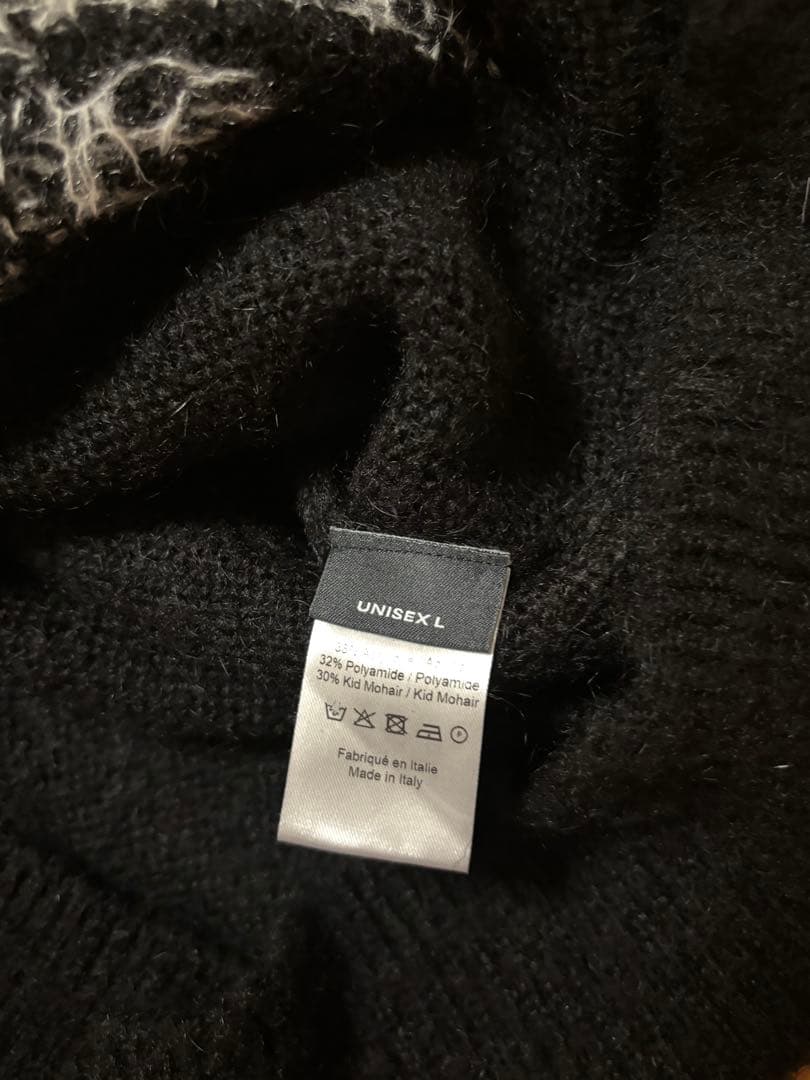 UNISEX L
32% Polyamide / Polyamide
30% Kid Mohair / Kid Mohair
Fabriqué en Italie
Made in Italy